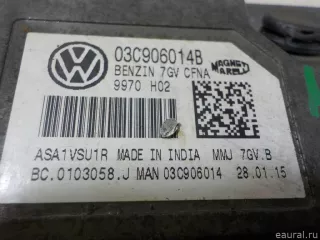 03C906014B
BENZIN 7GV CFNA
9970 H02
MAGNETI
MARELLI
ASA1VSU1R MADE IN INDIA MMJ 7GV.B
BC.0103058.J MAN 03C906014 28.01.15
euroauto.ru